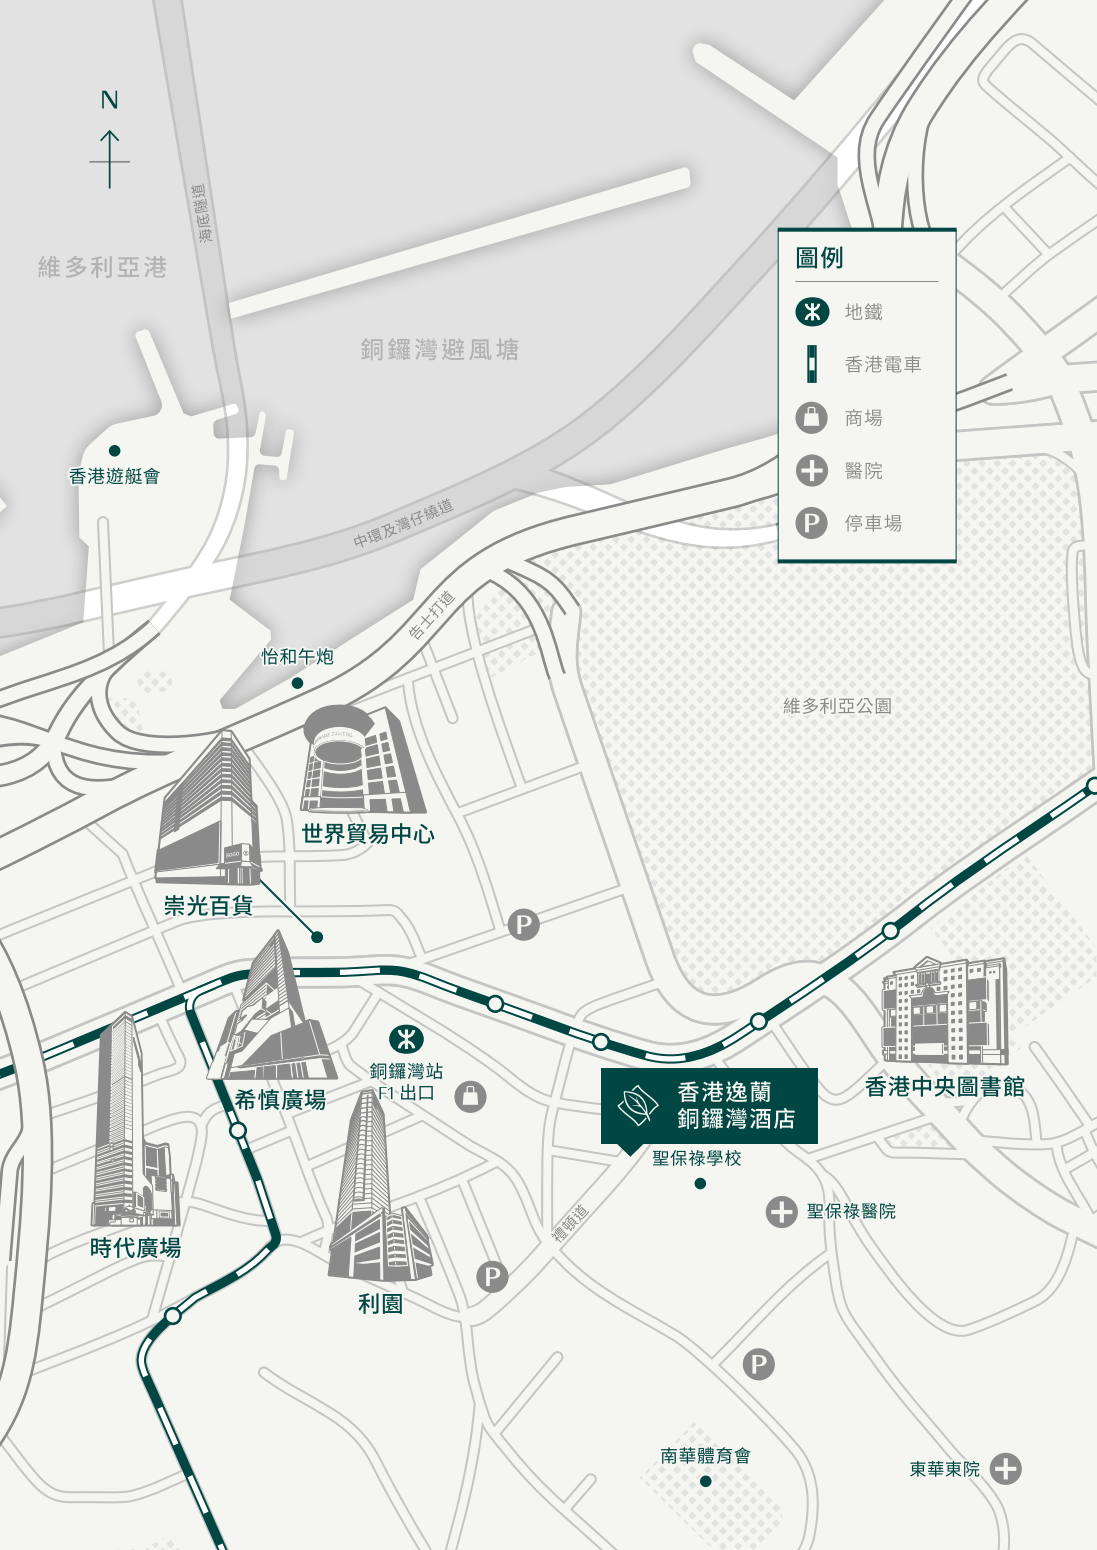 N
海底隧道
維多利亞港
銅鑼灣避風塘
圖例
地鐵
香港電車
商場
醫院
P
停車場
香港遊艇會
中環及灣仔繞道
告士打道
怡和午炮
維多利亞公園
世界貿易中心
SOGO
崇光百貨
P
銅鑼灣站
F1 出口
希慎廣場
香港逸蘭
銅鑼灣酒店
香港中央圖書館
聖保祿學校
聖保祿醫院
禮頓道
時代廣場
P
利園
P
南華體育會
東華東院